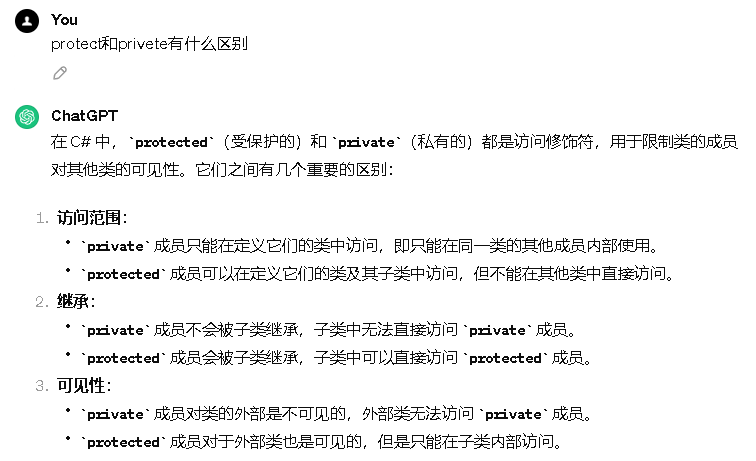 You
protect和privete有什么区别
ChatGPT
在 C# 中，`protected`（受保护的）和 `private`（私有的）都是访问修饰符，用于限制类的成员
对其他类的可见性。它们之间有几个重要的区别：
1. 访问范围：
• `private` 成员只能在定义它们的类中访问，即只能在同一类的其他成员内部使用。
• `protected` 成员可以在定义它们的类及其子类中访问，但不能在其他类中直接访问。
2. 继承：
• `private` 成员不会被子类继承，子类中无法直接访问 `private` 成员。
• `protected` 成员会被子类继承，子类中可以直接访问 `protected` 成员。
3. 可见性：
• `private` 成员对类的外部是不可见的，外部类无法访问 `private` 成员。
• `protected` 成员对于外部类也是可见的，但是只能在子类内部访问。